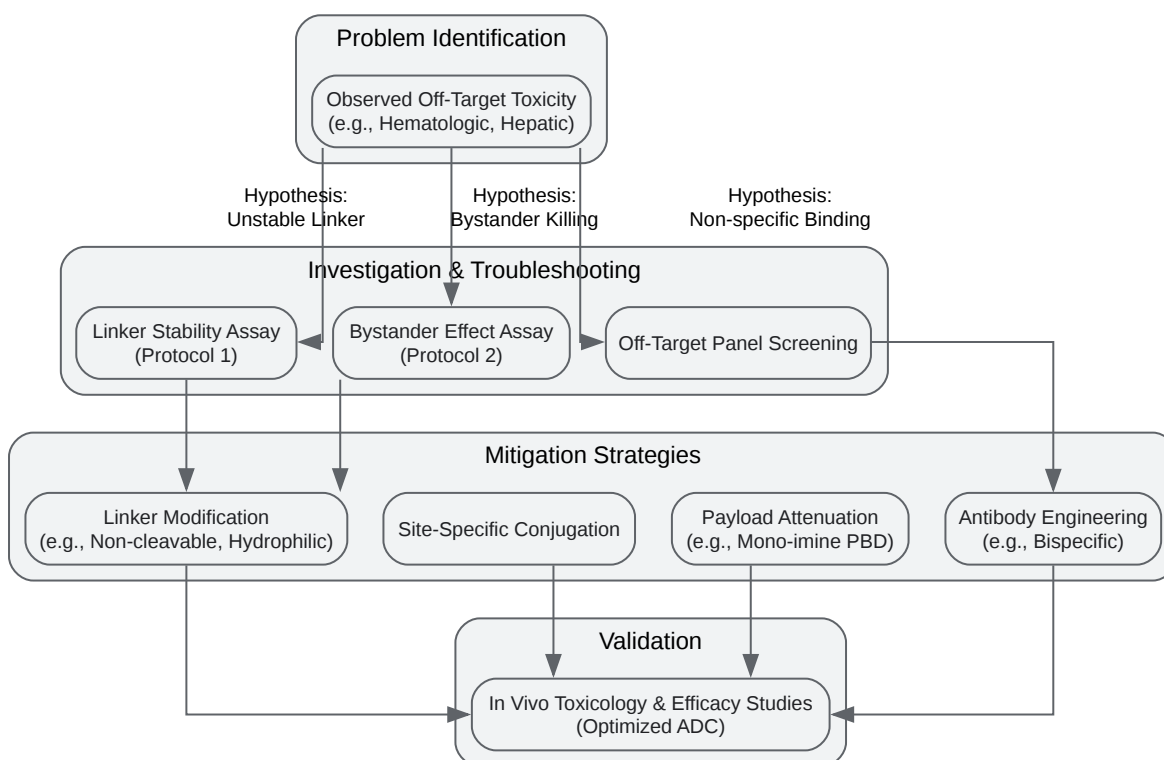 Problem Identification
Observed Off-Target Toxicity
(e.g., Hematologic, Hepatic)
Hypothesis:
Unstable Linker
Hypothesis:
Bystander Killing
Hypothesis:
Non-specific Binding
Investigation & Troubleshooting
Linker Stability Assay
(Protocol 1)
Bystander Effect Assay
(Protocol 2)
Off-Target Panel Screening
Mitigation Strategies
Linker Modification
(e.g., Non-cleavable, Hydrophilic)
Site-Specific Conjugation
Payload Attenuation
(e.g., Mono-imine PBD)
Antibody Engineering
(e.g., Bispecific)
Validation
In Vivo Toxicology & Efficacy Studies
(Optimized ADC)